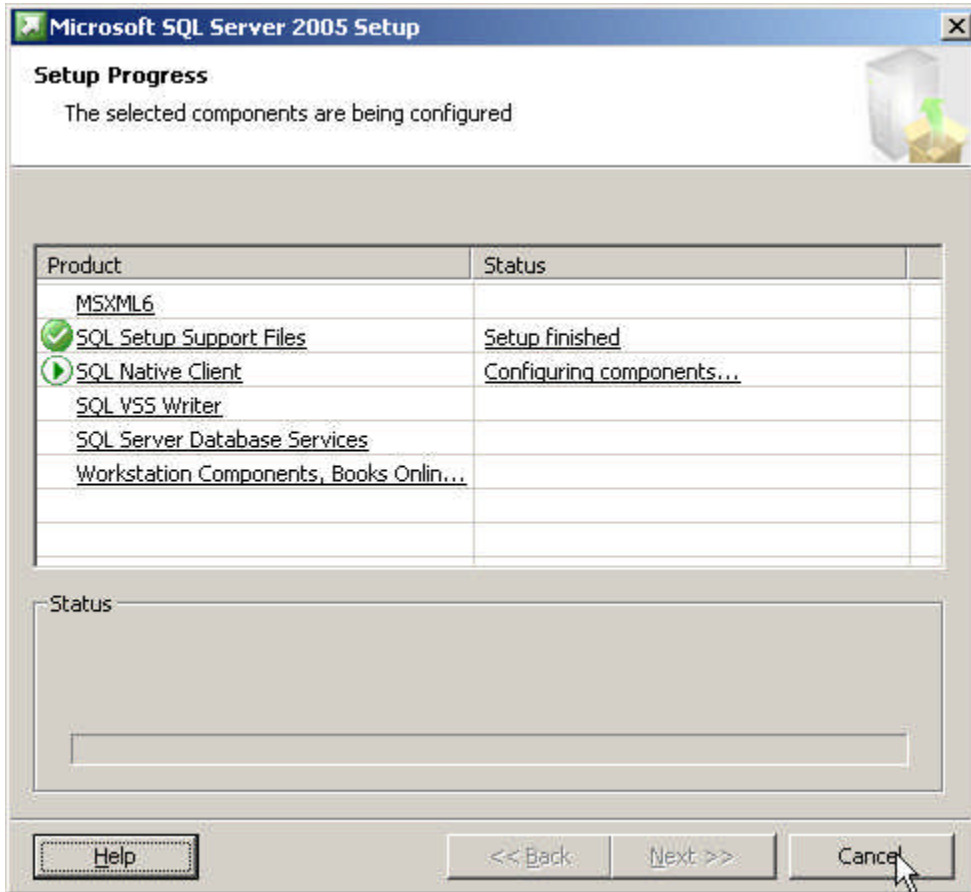 Microsoft SQL Server 2005 Setup
Setup Progress
The selected components are being configured
Product Status
MSXML6
SQL Setup Support Files Setup finished
SQL Native Client Configuring components...
SQL VSS Writer
SQL Server Database Services
Workstation Components, Books Onlin...
Status
Help << Back Next >> Cancel